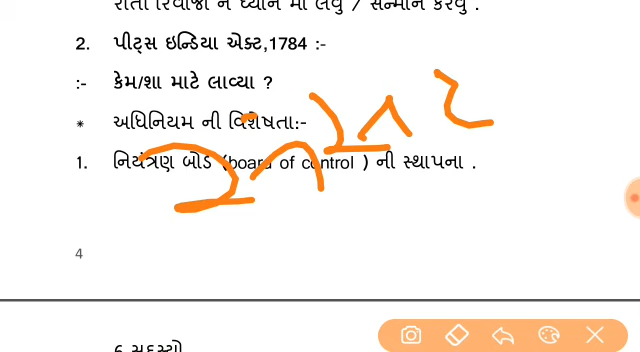 રીતી રિવાજો ને ધ્યાન માં લેવુ / સન્માન કરવું .
2. પીટ્સ ઇન્ડિયા એક્ટ,1784 :-
:- કેમ/શા માટે લાવ્યા ?
* અધિનિયમ ની વિશેષતા:-
1. નિયંત્રણ બોર્ડ (board of control ) ની સ્થાપના .
4
6 સદસ્યો